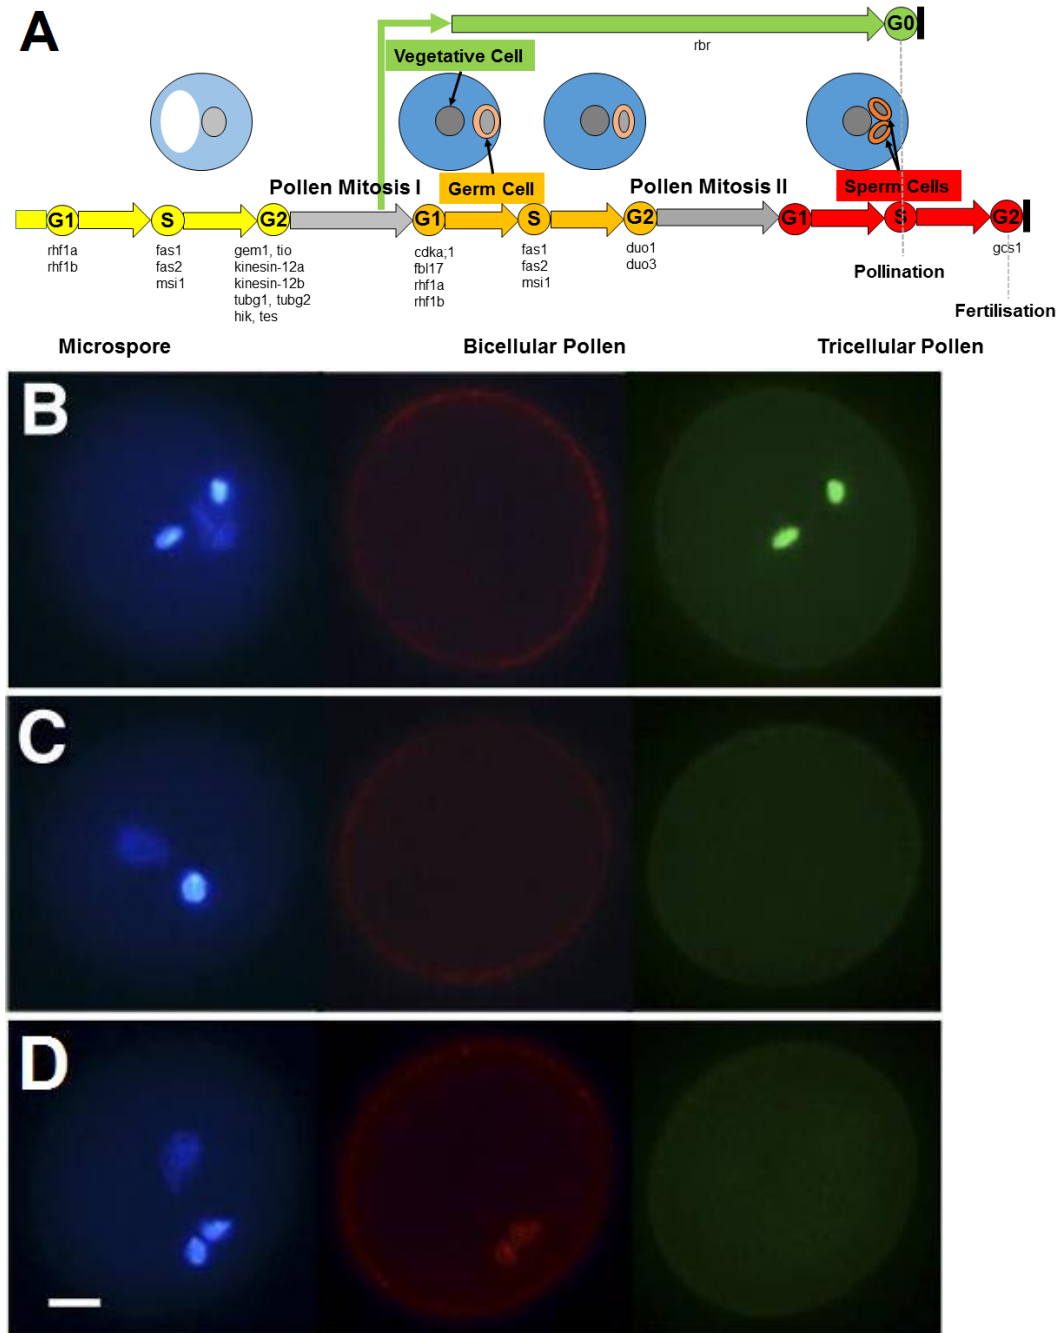 A
G0
rbr
Vegetative Cell
Pollen Mitosis I
Germ Cell
Pollen Mitosis II
Sperm Cells
G1
S
G2
G1
S
G2
G1
S
G2
rhf1a
rhf1b
fas1
fas2
msi1
gem1, tio
kinesin-12a
kinesin-12b
tubg1, tubg2
hik, tes
cdka;1
fbl17
rhf1a
rhf1b
fas1
fas2
msi1
duo1
duo3
gcs1
Pollination
Fertilisation
Microspore
Bicellular Pollen
Tricellular Pollen
B
C
D